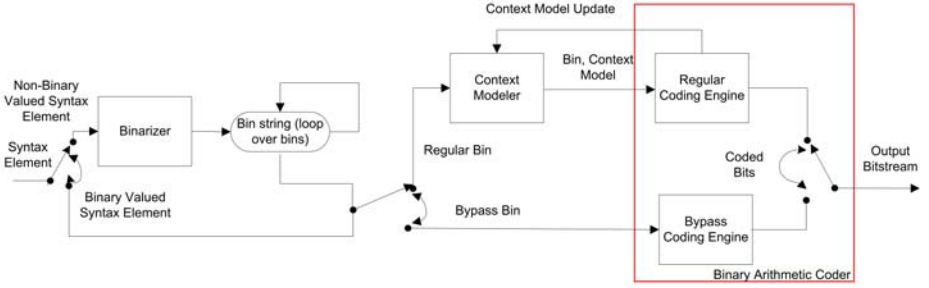 Context Model Update
Non-Binary
Valued Syntax
Element
Binarizer
Bin string (loop
over bins)
Syntax
Element
Binary Valued
Syntax Element
Context
Modeler
Bin, Context
Model
Regular
Coding Engine
Regular Bin
Bypass Bin
Bypass
Coding Engine
Coded
Bits
Output
Bitstream
Binary Arithmetic Coder